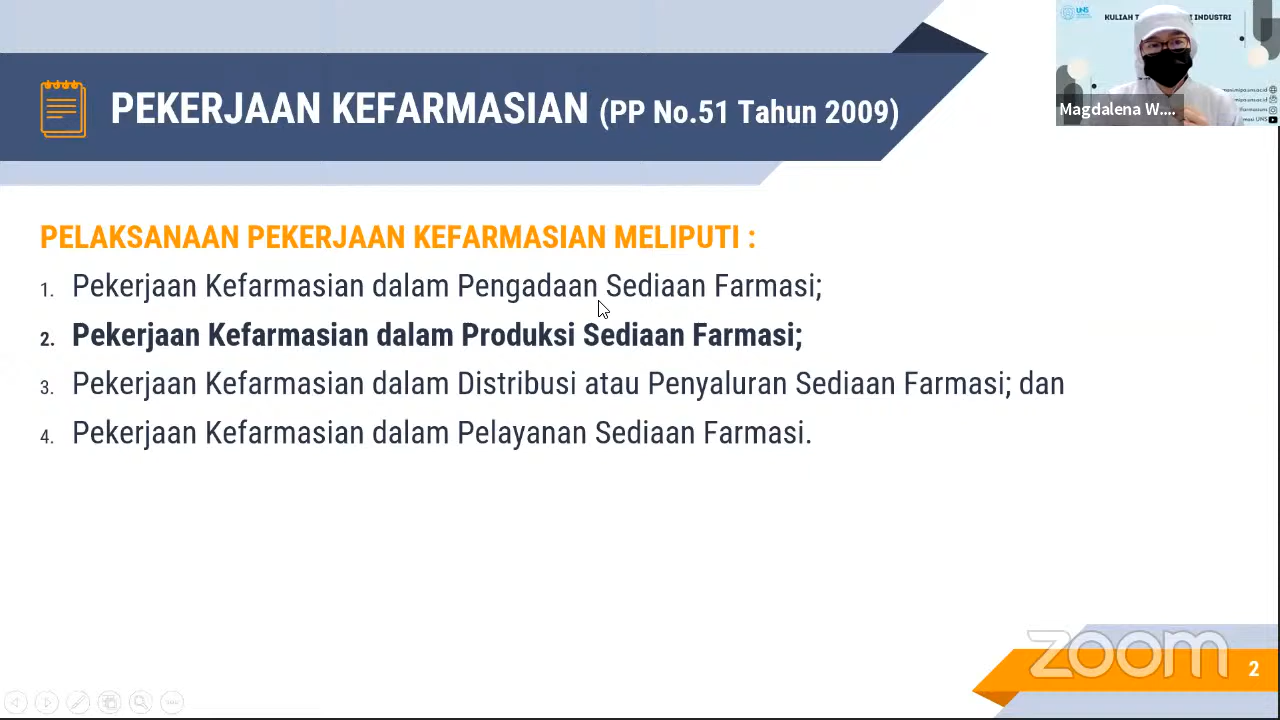 PEKERJAAN KEFARMASIAN (PP No.51 Tahun 2009)
UNS
INDUSTRI
Magdalena W....
PELAKSANAAN PEKERJAAN KEFARMASIAN MELIPUTI :
1. Pekerjaan Kefarmasian dalam Pengadaan Sediaan Farmasi;
2. Pekerjaan Kefarmasian dalam Produksi Sediaan Farmasi;
3. Pekerjaan Kefarmasian dalam Distribusi atau Penyaluran Sediaan Farmasi; dan
4. Pekerjaan Kefarmasian dalam Pelayanan Sediaan Farmasi.
zoom
2